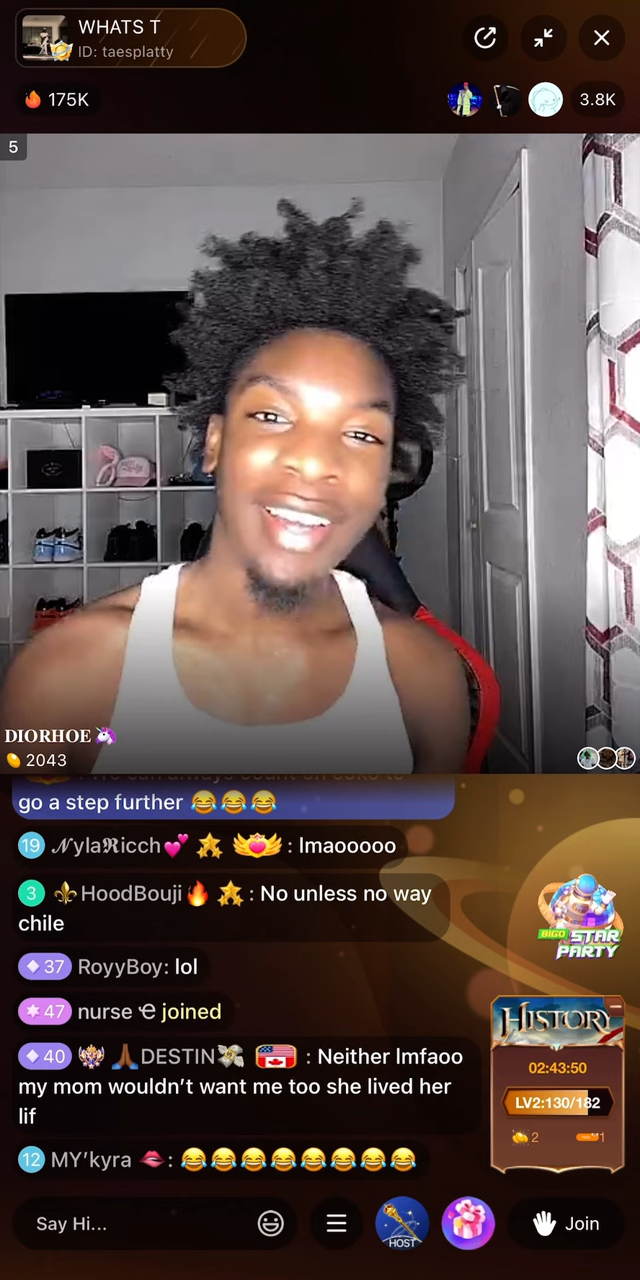 WHATS T
ID: taesplatty
175K
3.8K
5
DIORHOE🦄
2043
go a step further 😂😂😂
19 𝒩yla𝕽icch💕 : lmaooooo
3 ⚜️HoodBouji🔥 : No unless no way
chile
37 RoyyBoy: lol
47 nurse joined
40 🙏🏾DESTIN💸 : Neither lmfaoo
my mom wouldn't want me too she lived her
lif
12 MY'kyra 💋: 😂😂😂😂😂😂😂😂
BIGO STAR
PARTY
HISTORY
02:43:50
LV2:130/182
2
1
Say Hi...
HOST
Join